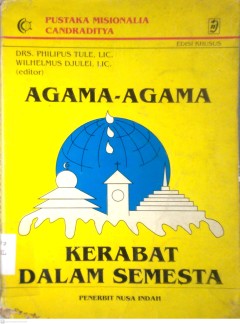 PUSTAKA MISIONALIA
CANDRADITYA
EDISI KHUSUS
DRS. PHILIPUS TULE, LIC.
WILHELMUS DJULEI, LIC.
(editor)
AGAMA-AGAMA
KERABAT
DALAM SEMESTA
PENERBIT NUSA INDAH